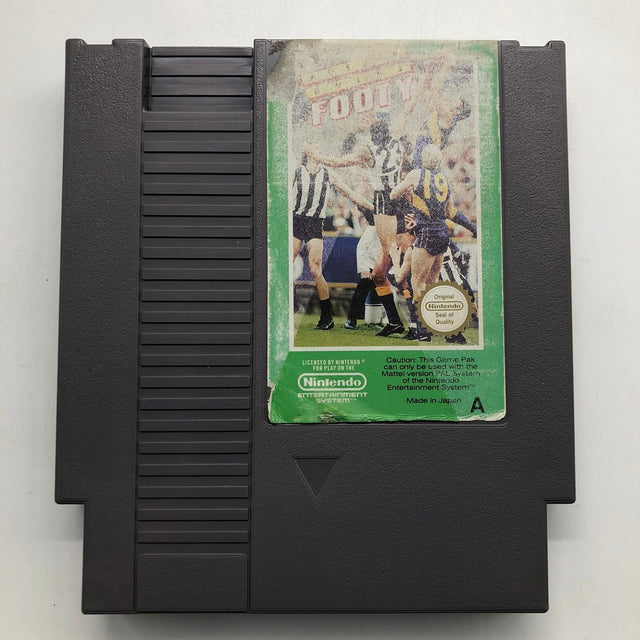 FOOTY
23
19
Original
Nintendo
Seal of
Quality
LICENSED BY NINTENDO®
FOR PLAY ON THE
Nintendo
ENTERTAINMENT
SYSTEM™
Caution: This Game Pak
can only be used with the
Mattel version PAL System
of the Nintendo
Entertainment System™
Made in Japan A